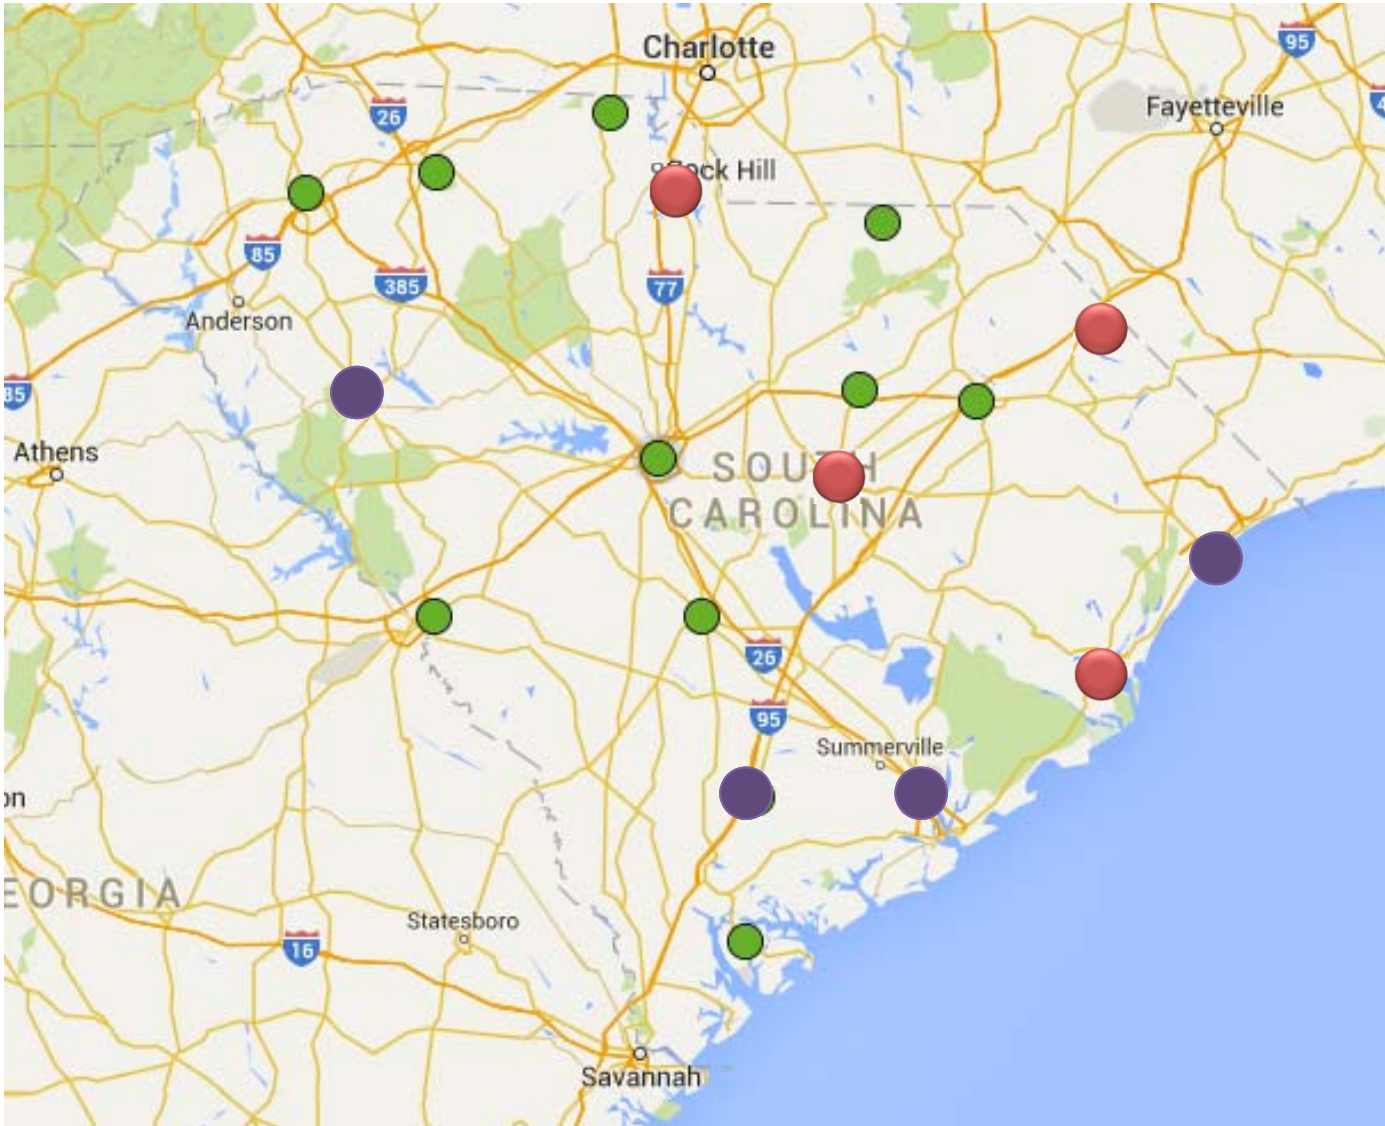 Charlotte
95
26
Fayetteville
4
Rock Hill
85
385
77
Anderson
85
Athens
SOUTH
CAROLINA
26
95
Summerville
on
EORGIA
Statesboro
16
Savannah